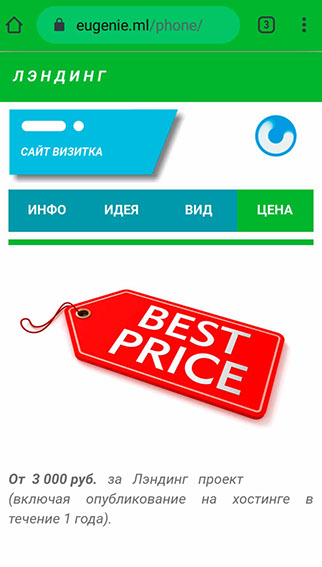 eugenie.ml/phone/
3
ЛЭНДИНГ
САЙТ ВИЗИТКА
ИНФО ИДЕЯ ВИД ЦЕНА
BEST
PRICE
От 3 000 руб. за Лэндинг проект
(включая опубликование на хостинге в
течение 1 года).